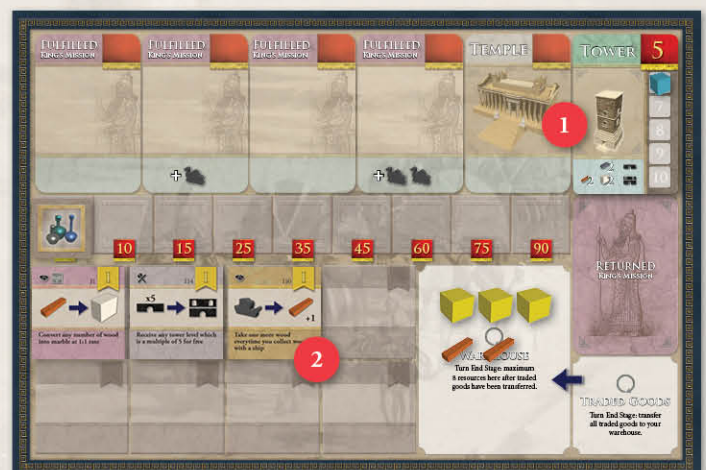 FULFILLED
KING'S MISSION
FULFILLED
KING'S MISSION
FULFILLED
KING'S MISSION
FULFILLED
KING'S MISSION
TEMPLE
TOWER
5
7
8
9
10
1
+
+
2
2
10
15
25
35
45
60
75
90
RETURNED
KING'S MISSION
x5
+1
Convert any number of wood
into marble at 1:1 rate
Receive any tower level which
is a multiple of 5 for free
Take one more wood
everytime you collect
with a ship
2
WAREHOUSE
Turn End Stage: maximum
8 resources here after traded
goods have been transferred.
TRADED GOODS
Turn End Stage: transfer
all traded goods to your
warehouse.